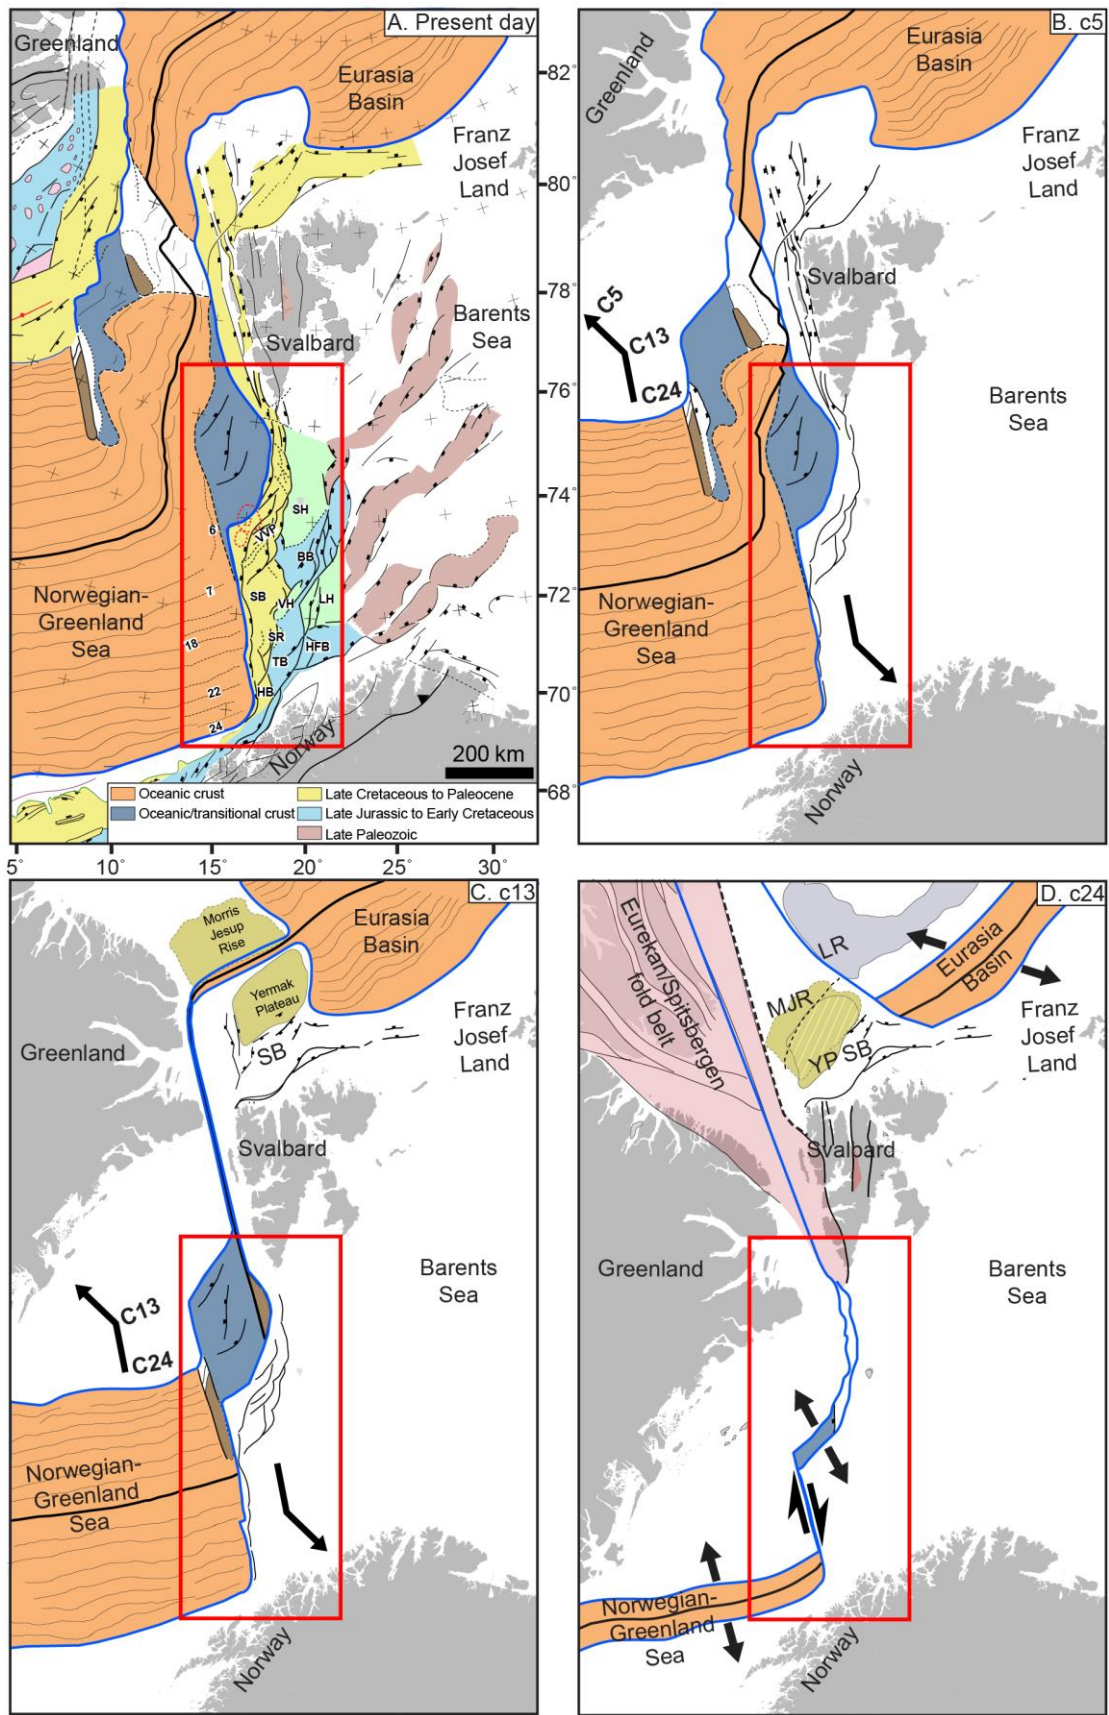 A. Present day
Greenland
Eurasia
Basin
82°
Franz
Josef
Land
80°
78°
Barents
Sea
Svalbard
76°
74°
SH
6
VVP
BB
72°
7
SB
VH
LH
Norwegian-
Greenland
Sea
18
SR
HFB
TB
22
HB
70°
24
Norway
200 km
68°
Oceanic crust
Late Cretaceous to Paleocene
Oceanic/transitional crust
Late Jurassic to Early Cretaceous
Late Paleozoic
5°
10°
15°
20°
25°
30°
B. c5
Greenland
Eurasia
Basin
Franz
Josef
Land
Svalbard
C5
C13
C24
Barents
Sea
Norwegian-
Greenland
Sea
Norway
C. c13
Morris
Jesup
Rise
Eurasia
Basin
Yermak
Plateau
Franz
Josef
Land
SB
Greenland
Svalbard
Barents
Sea
C13
C24
Norwegian-
Greenland
Sea
Norway
D. c24
Eurekan/Spitsbergen
fold belt
LR
Eurasia
Basin
MJR
YP
SB
Franz
Josef
Land
Svalbard
Greenland
Barents
Sea
Norwegian-
Greenland
Sea
Norway